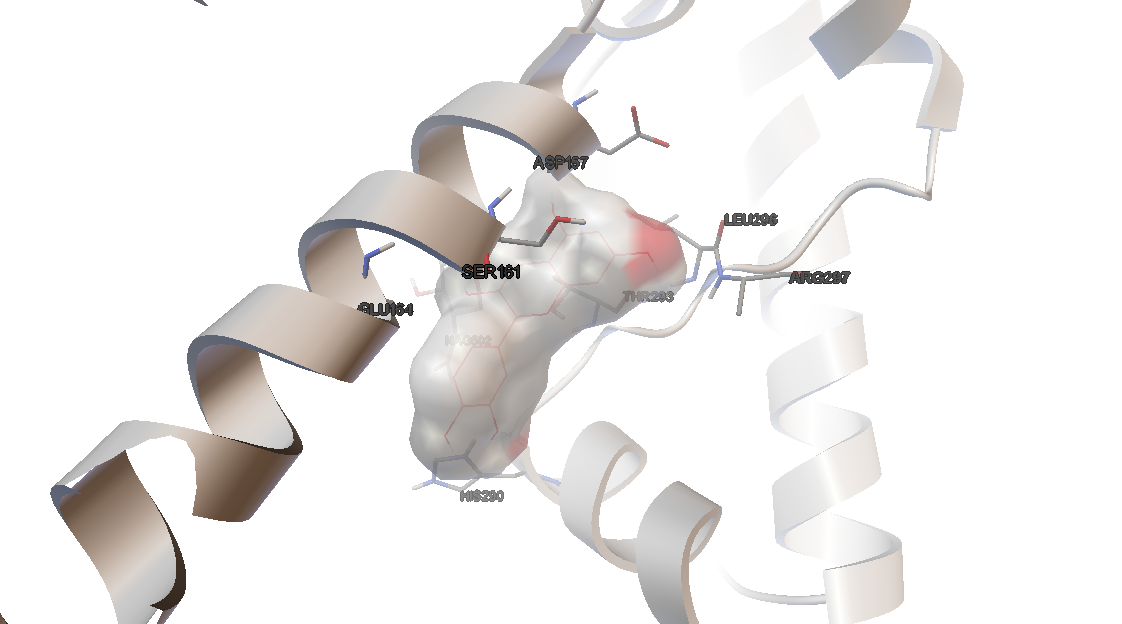 ASP157
LEU296
SER161
ARG297
THR293
GLU164
HIS290